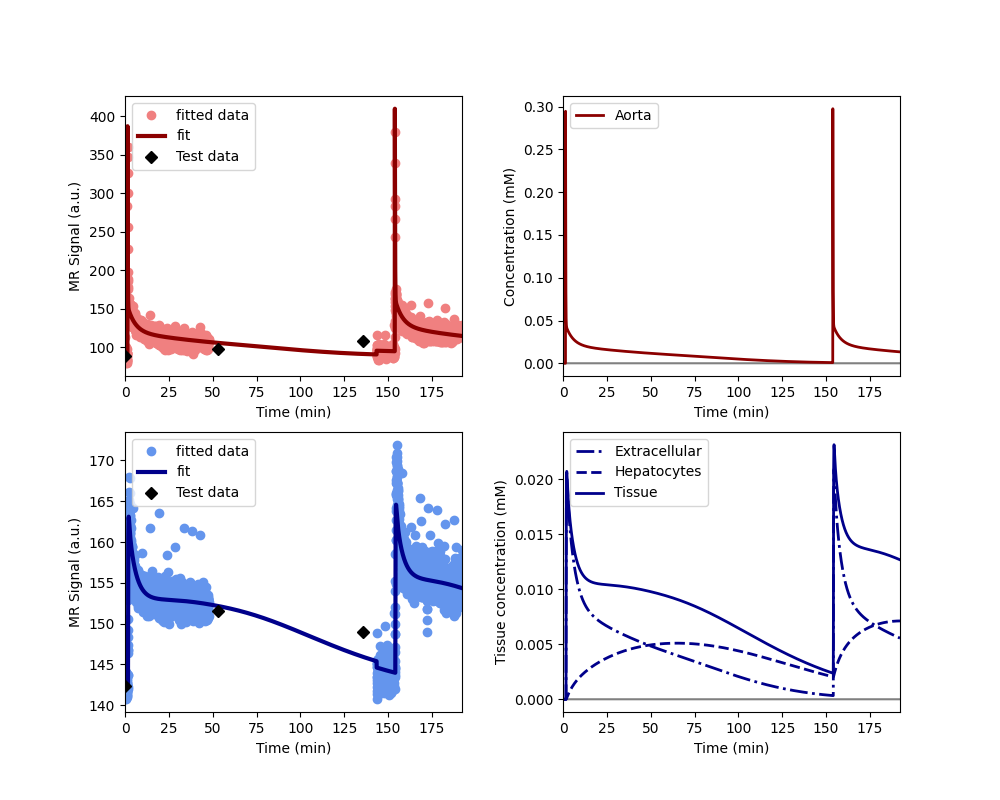 fitted data
fit
Test data
MR Signal (a.u.)
400
350
300
250
200
150
100
0 25 50 75 100 125 150 175
Time (min)
Aorta
Concentration (mM)
0.30
0.25
0.20
0.15
0.10
0.05
0.00
0 25 50 75 100 125 150 175
Time (min)
fitted data
fit
Test data
MR Signal (a.u.)
170
165
160
155
150
145
140
0 25 50 75 100 125 150 175
Time (min)
Extracellular
Hepatocytes
Tissue
Tissue concentration (mM)
0.020
0.015
0.010
0.005
0.000
0 25 50 75 100 125 150 175
Time (min)